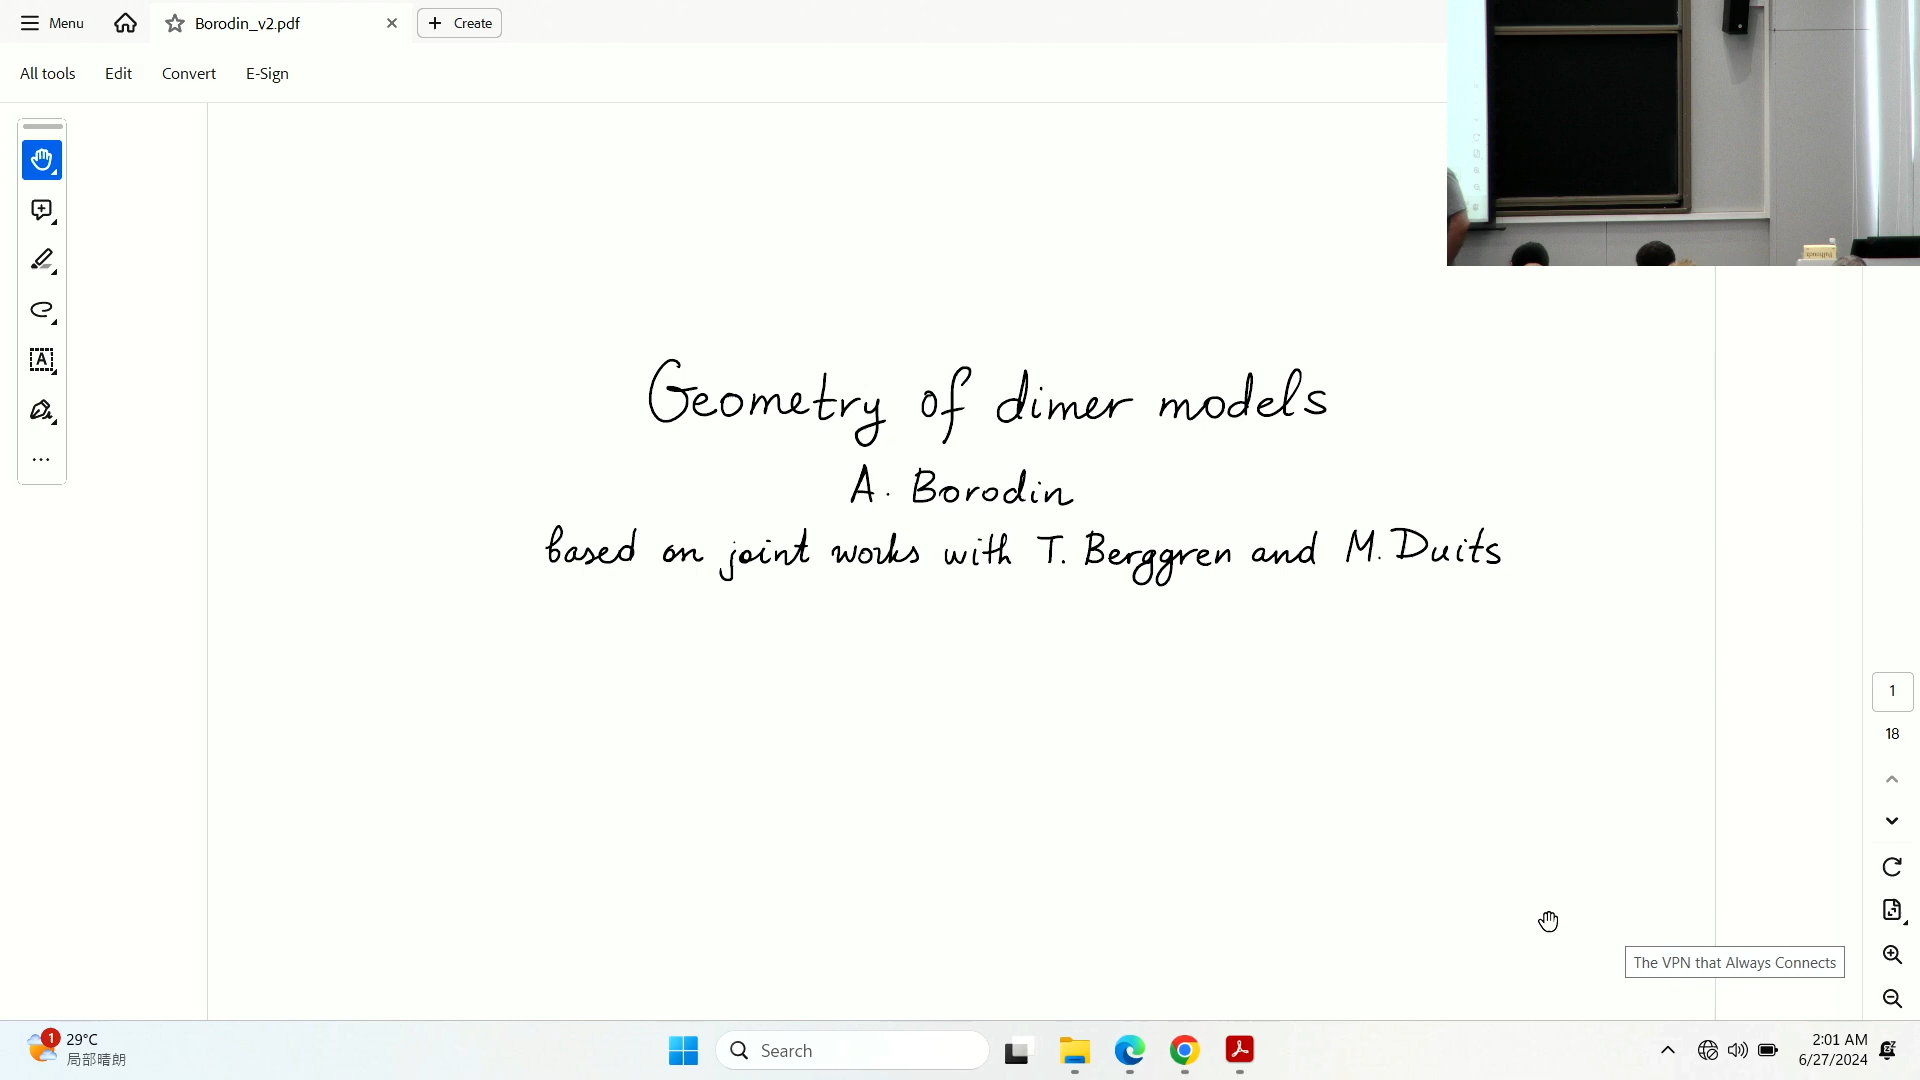 Menu
Borodin_v2.pdf
Create
All tools
Edit
Convert
E-Sign
Geometry of dimer models
A. Borodin
based on joint works with T. Berggren and M. Duits
1
18
The VPN that Always Connects
1
29°C
局部晴朗
Search
2:01 AM
6/27/2024